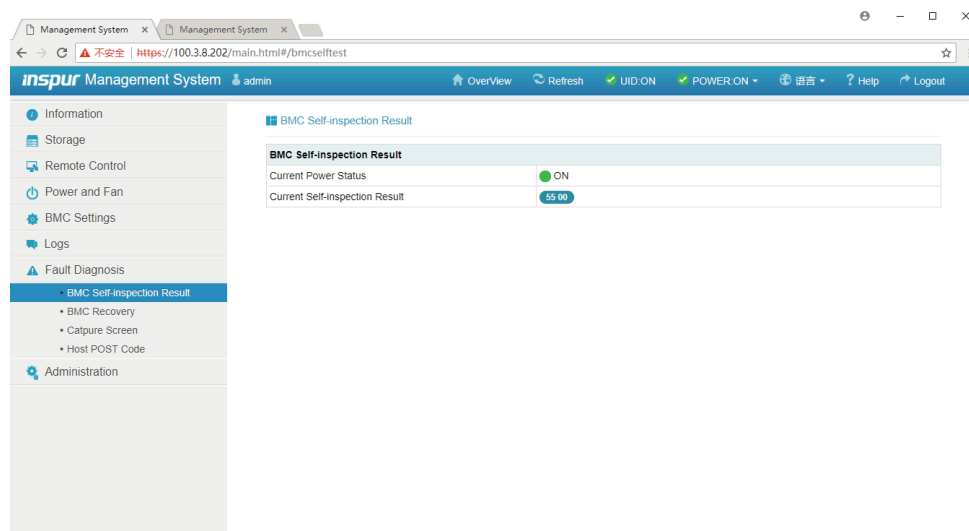 Management System x Management System x
不安全 https://100.3.8.202/main.html#/bmcselftest
inspur Management System admin OverView Refresh UID:ON POWER:ON 语言 Help Logout
Information
Storage
Remote Control
Power and Fan
BMC Settings
Logs
Fault Diagnosis
• BMC Self-inspection Result
• BMC Recovery
• Catpure Screen
• Host POST Code
Administration
BMC Self-inspection Result
BMC Self-inspection Result
Current Power Status ON
Current Self-inspection Result 55 00